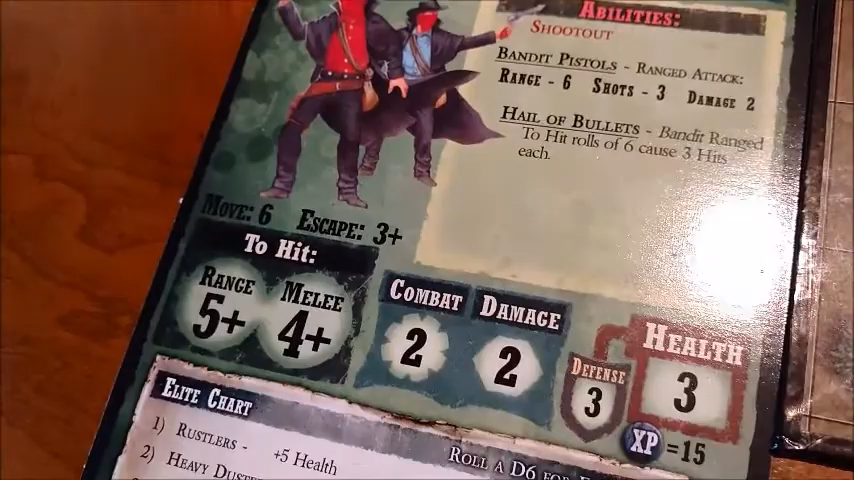 ABILITIES:
SHOOTOUT
BANDIT PISTOLS - RANGED ATTACK:
RANGE - 6 SHOTS - 3 DAMAGE 2
HAIL OF BULLETS - BANDIT RANGED
TO HIT ROLLS OF 6 CAUSE 3 HITS
EACH.
MOVE: 6 ESCAPE: 3+
TO HIT:
RANGE MELEE
5+ 4+
COMBAT DAMAGE
2 2
DEFENSE
3
HEALTH
3
XP =15
ELITE CHART
1) RUSTLERS - +5 HEALTH
2) HEAVY
ROLL A D6 FOR